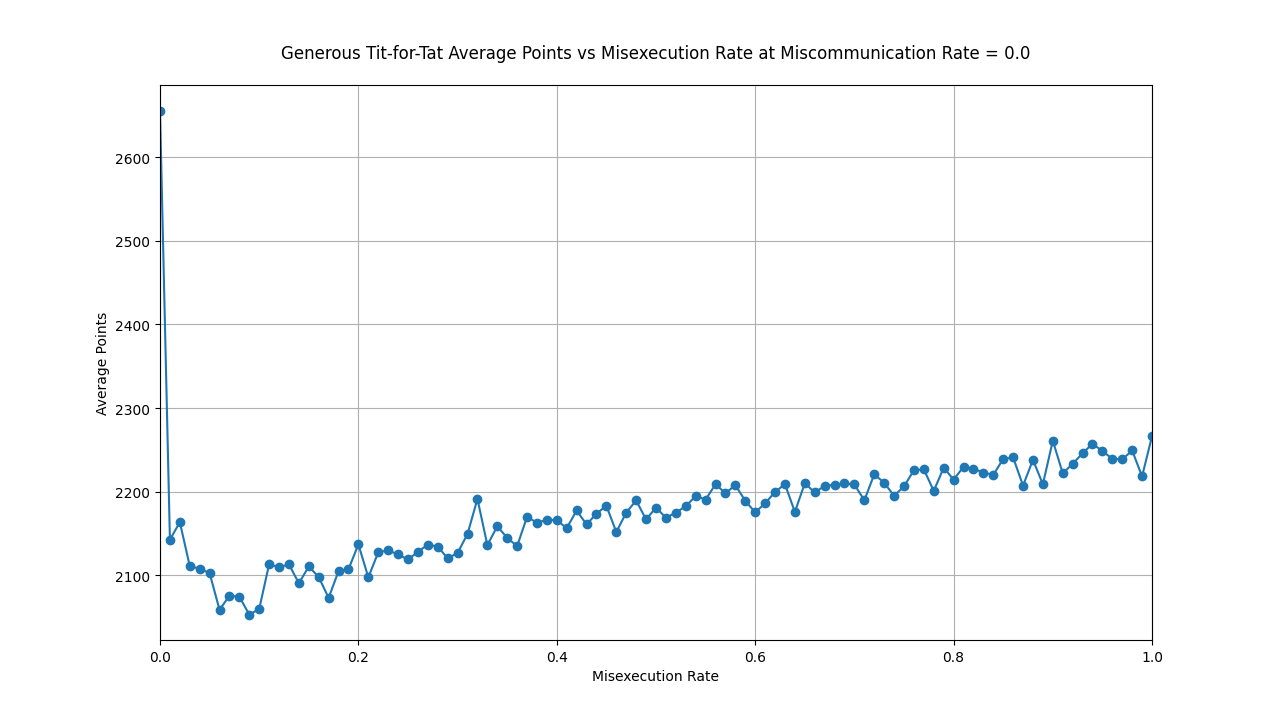 Generous Tit-for-Tat Average Points vs Misexecution Rate at Miscommunication Rate = 0.0
2600
2500
2400
2300
2200
2100
Average Points
0.0 0.2 0.4 0.6 0.8 1.0
Misexecution Rate